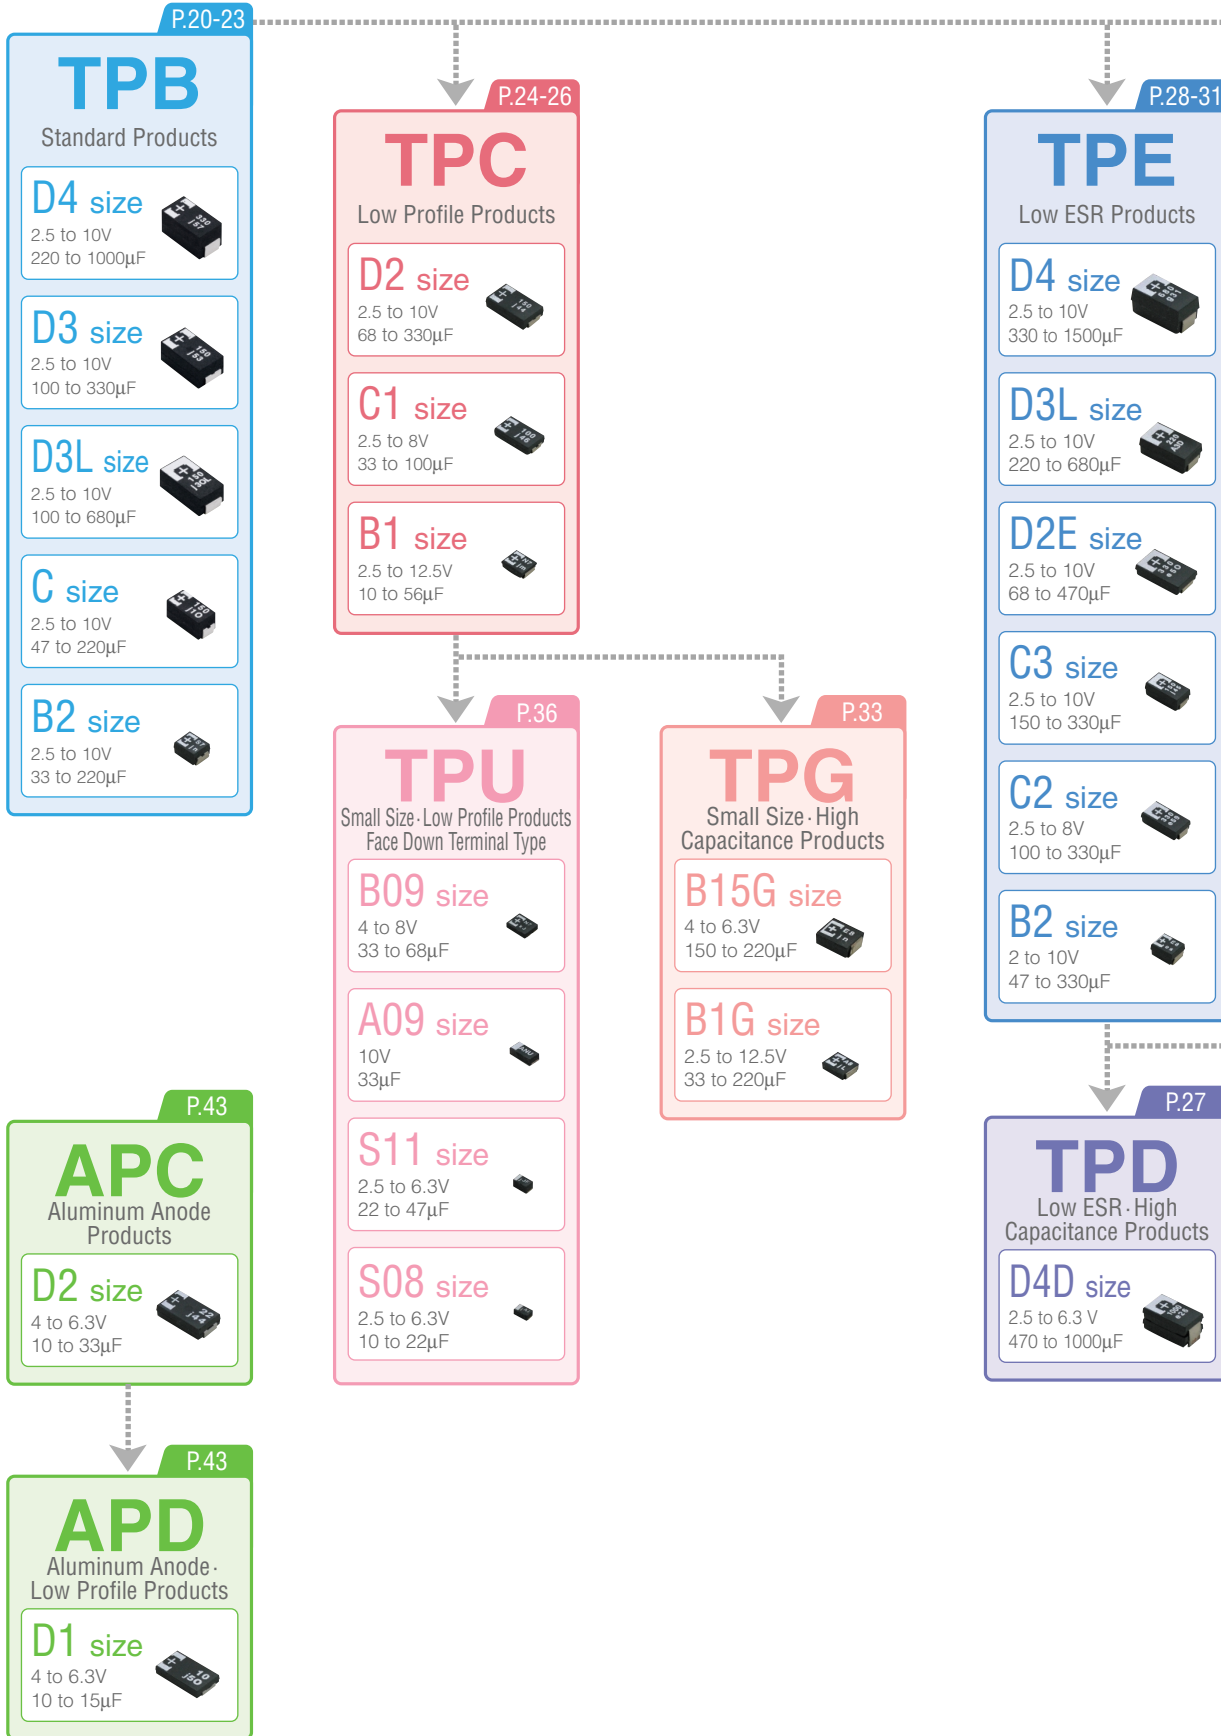 P.20-23
TPB
Standard Products
D4 size
2.5 to 10V
220 to 1000μF
D3 size
2.5 to 10V
100 to 330μF
D3L size
2.5 to 10V
100 to 680μF
C size
2.5 to 10V
47 to 220μF
B2 size
2.5 to 10V
33 to 220μF
P.24-26
TPC
Low Profile Products
D2 size
2.5 to 10V
68 to 330μF
C1 size
2.5 to 8V
33 to 100μF
B1 size
2.5 to 12.5V
10 to 56μF
P.28-31
TPE
Low ESR Products
D4 size
2.5 to 10V
330 to 1500μF
D3L size
2.5 to 10V
220 to 680μF
D2E size
2.5 to 10V
68 to 470μF
C3 size
2.5 to 10V
150 to 330μF
C2 size
2.5 to 8V
100 to 330μF
B2 size
2 to 10V
47 to 330μF
P.36
TPU
Small Size·Low Profile Products
Face Down Terminal Type
B09 size
4 to 8V
33 to 68μF
A09 size
10V
33μF
S11 size
2.5 to 6.3V
22 to 47μF
S08 size
2.5 to 6.3V
10 to 22μF
P.33
TPG
Small Size·High
Capacitance Products
B15G size
4 to 6.3V
150 to 220μF
B1G size
2.5 to 12.5V
33 to 220μF
P.27
TPD
Low ESR·High
Capacitance Products
D4D size
2.5 to 6.3 V
470 to 1000μF
P.43
APC
Aluminum Anode
Products
D2 size
4 to 6.3V
10 to 33μF
P.43
APD
Aluminum Anode·
Low Profile Products
D1 size
4 to 6.3V
10 to 15μF